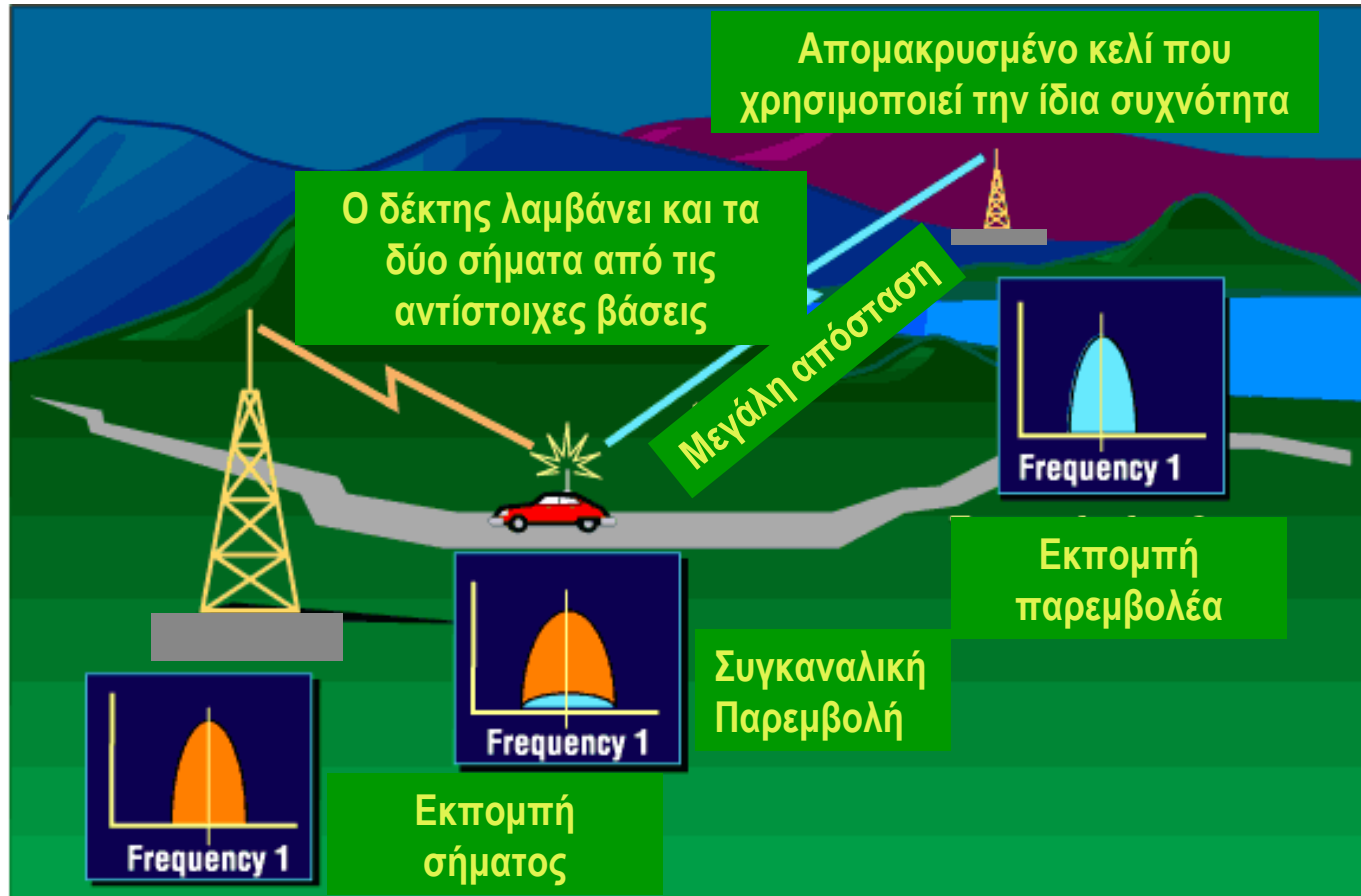 Απομακρυσμένο κελί που
χρησιμοποιεί την ίδια συχνότητα
Ο δέκτης λαμβάνει και τα
δύο σήματα από τις
αντίστοιχες βάσεις
Μεγάλη απόσταση
Frequency 1
Εκπομπή
παρεμβολέα
Συγκαναλική
Παρεμβολή
Frequency 1
Frequency 1
Εκπομπή
σήματος